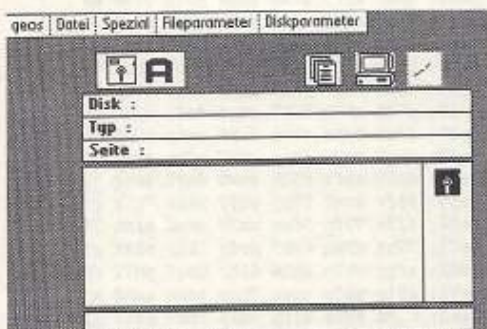 geos Datei Spezial Fileparameter Diskparameter
A
Disk :
Typ :
Seite :